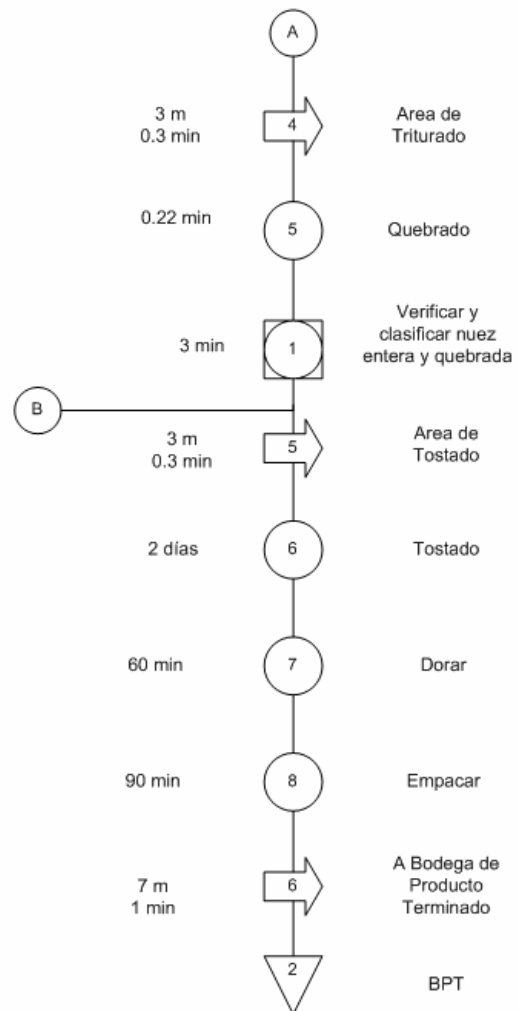 A
3 m
0.3 min
4
Area de
Triturado
0.22 min
5
Quebrado
3 min
1
Verificar y
clasificar nuez
entera y quebrada
B
3 m
0.3 min
5
Area de
Tostado
2 días
6
Tostado
60 min
7
Dorar
90 min
8
Empacar
7 m
1 min
6
A Bodega de
Producto
Terminado
2
BPT